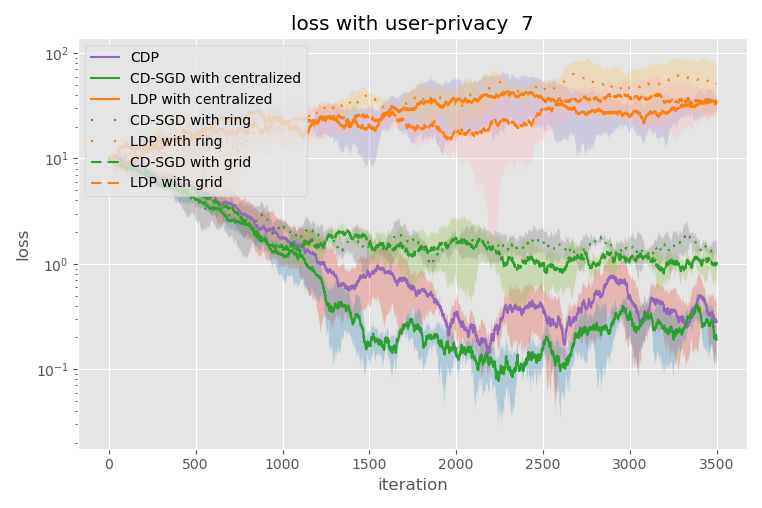 loss with user-privacy  7
loss
10²
10¹
10⁰
10⁻¹
CDP
CD-SGD with centralized
LDP with centralized
CD-SGD with ring
LDP with ring
CD-SGD with grid
LDP with grid
0 500 1000 1500 2000 2500 3000 3500
iteration